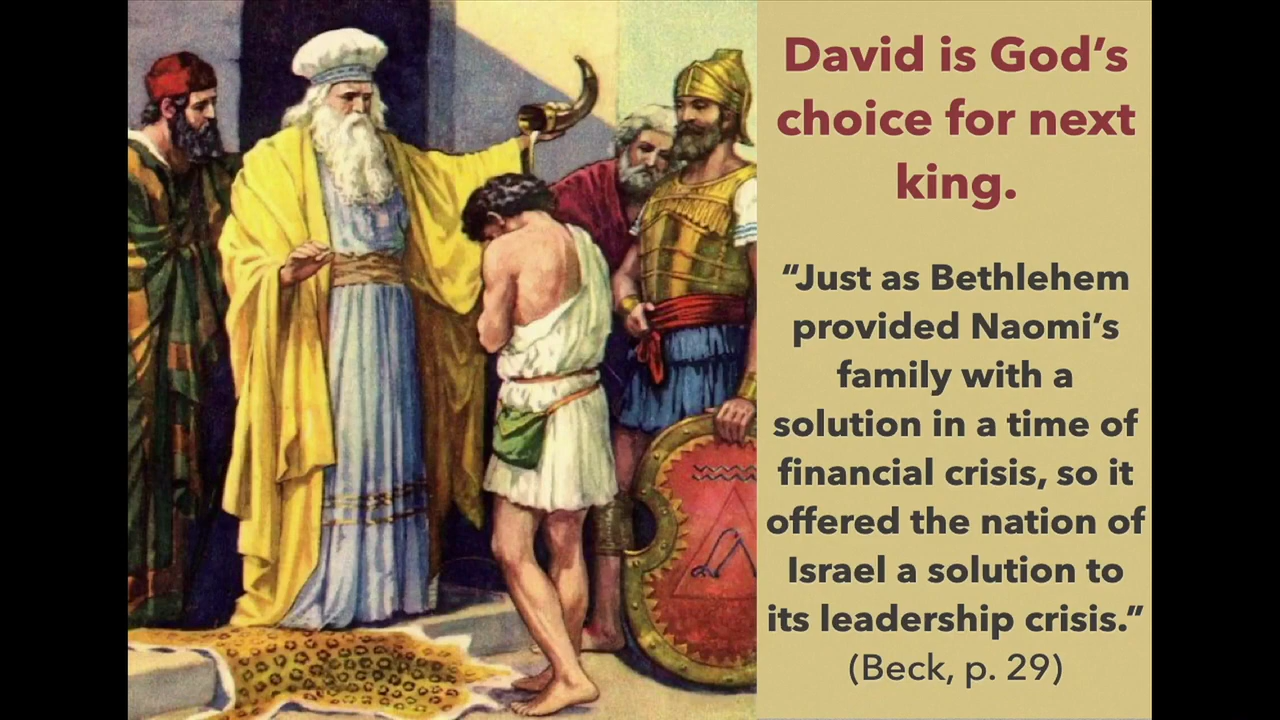 David is God’s
choice for next
king.
“Just as Bethlehem
provided Naomi’s
family with a
solution in a time of
financial crisis, so it
offered the nation of
Israel a solution to
its leadership crisis.”
(Beck, p. 29)